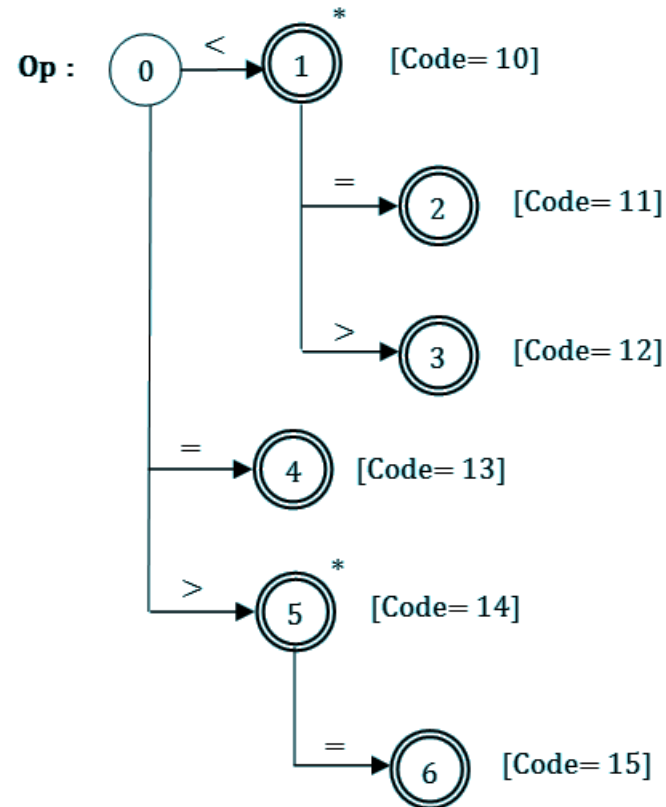 *
Op : 0 < 1 [Code= 10]
= 2 [Code= 11]
> 3 [Code= 12]
= 4 [Code= 13]
*
> 5 [Code= 14]
= 6 [Code= 15]